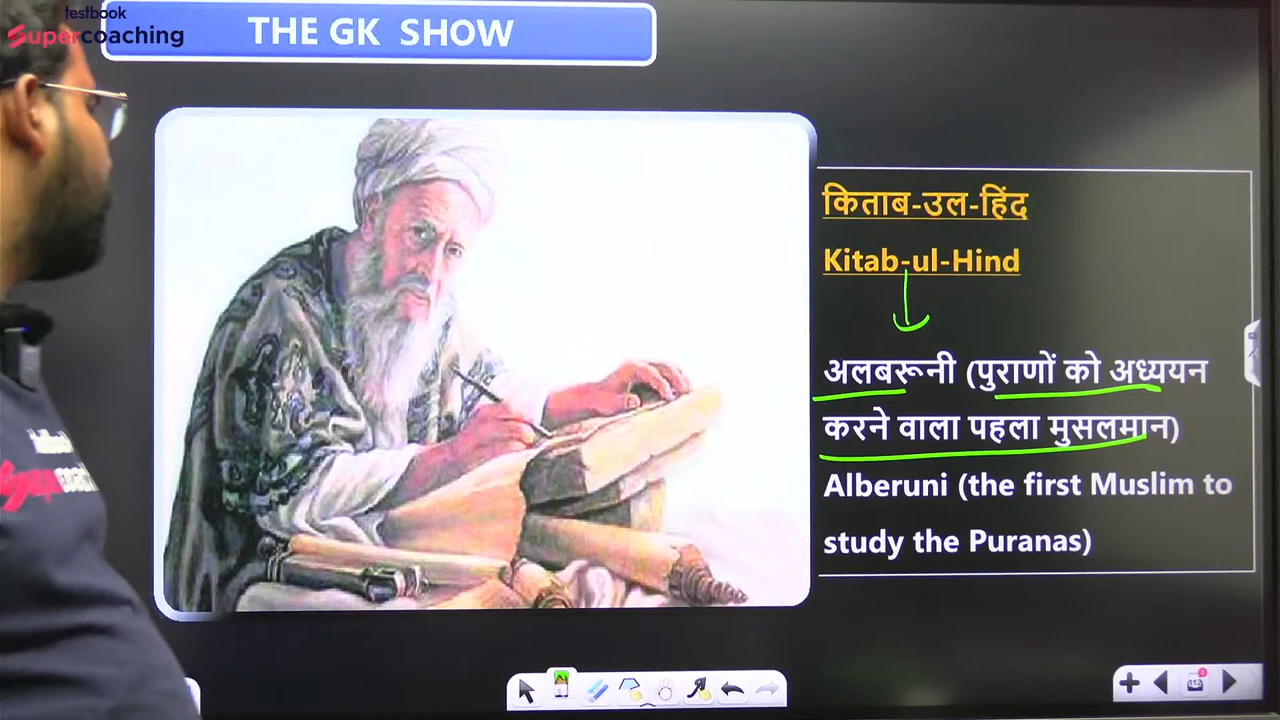 testbook
Supercoaching
THE GK SHOW
किताब-उल-हिंद
Kitab-ul-Hind
अलबरूनी (पुराणों को अध्ययन
करने वाला पहला मुसलमान)
Alberuni (the first Muslim to
study the Puranas)